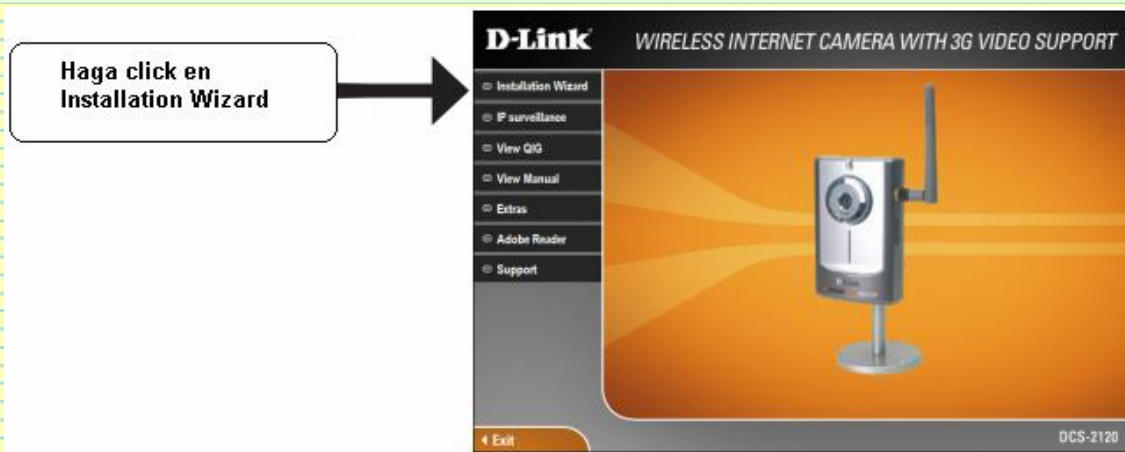 Haga click en
Installation Wizard
D-Link
WIRELESS INTERNET CAMERA WITH 3G VIDEO SUPPORT
Installation Wizard
IP surveillance
View QIG
View Manual
Extras
Adobe Reader
Support
Exit
DCS-2120